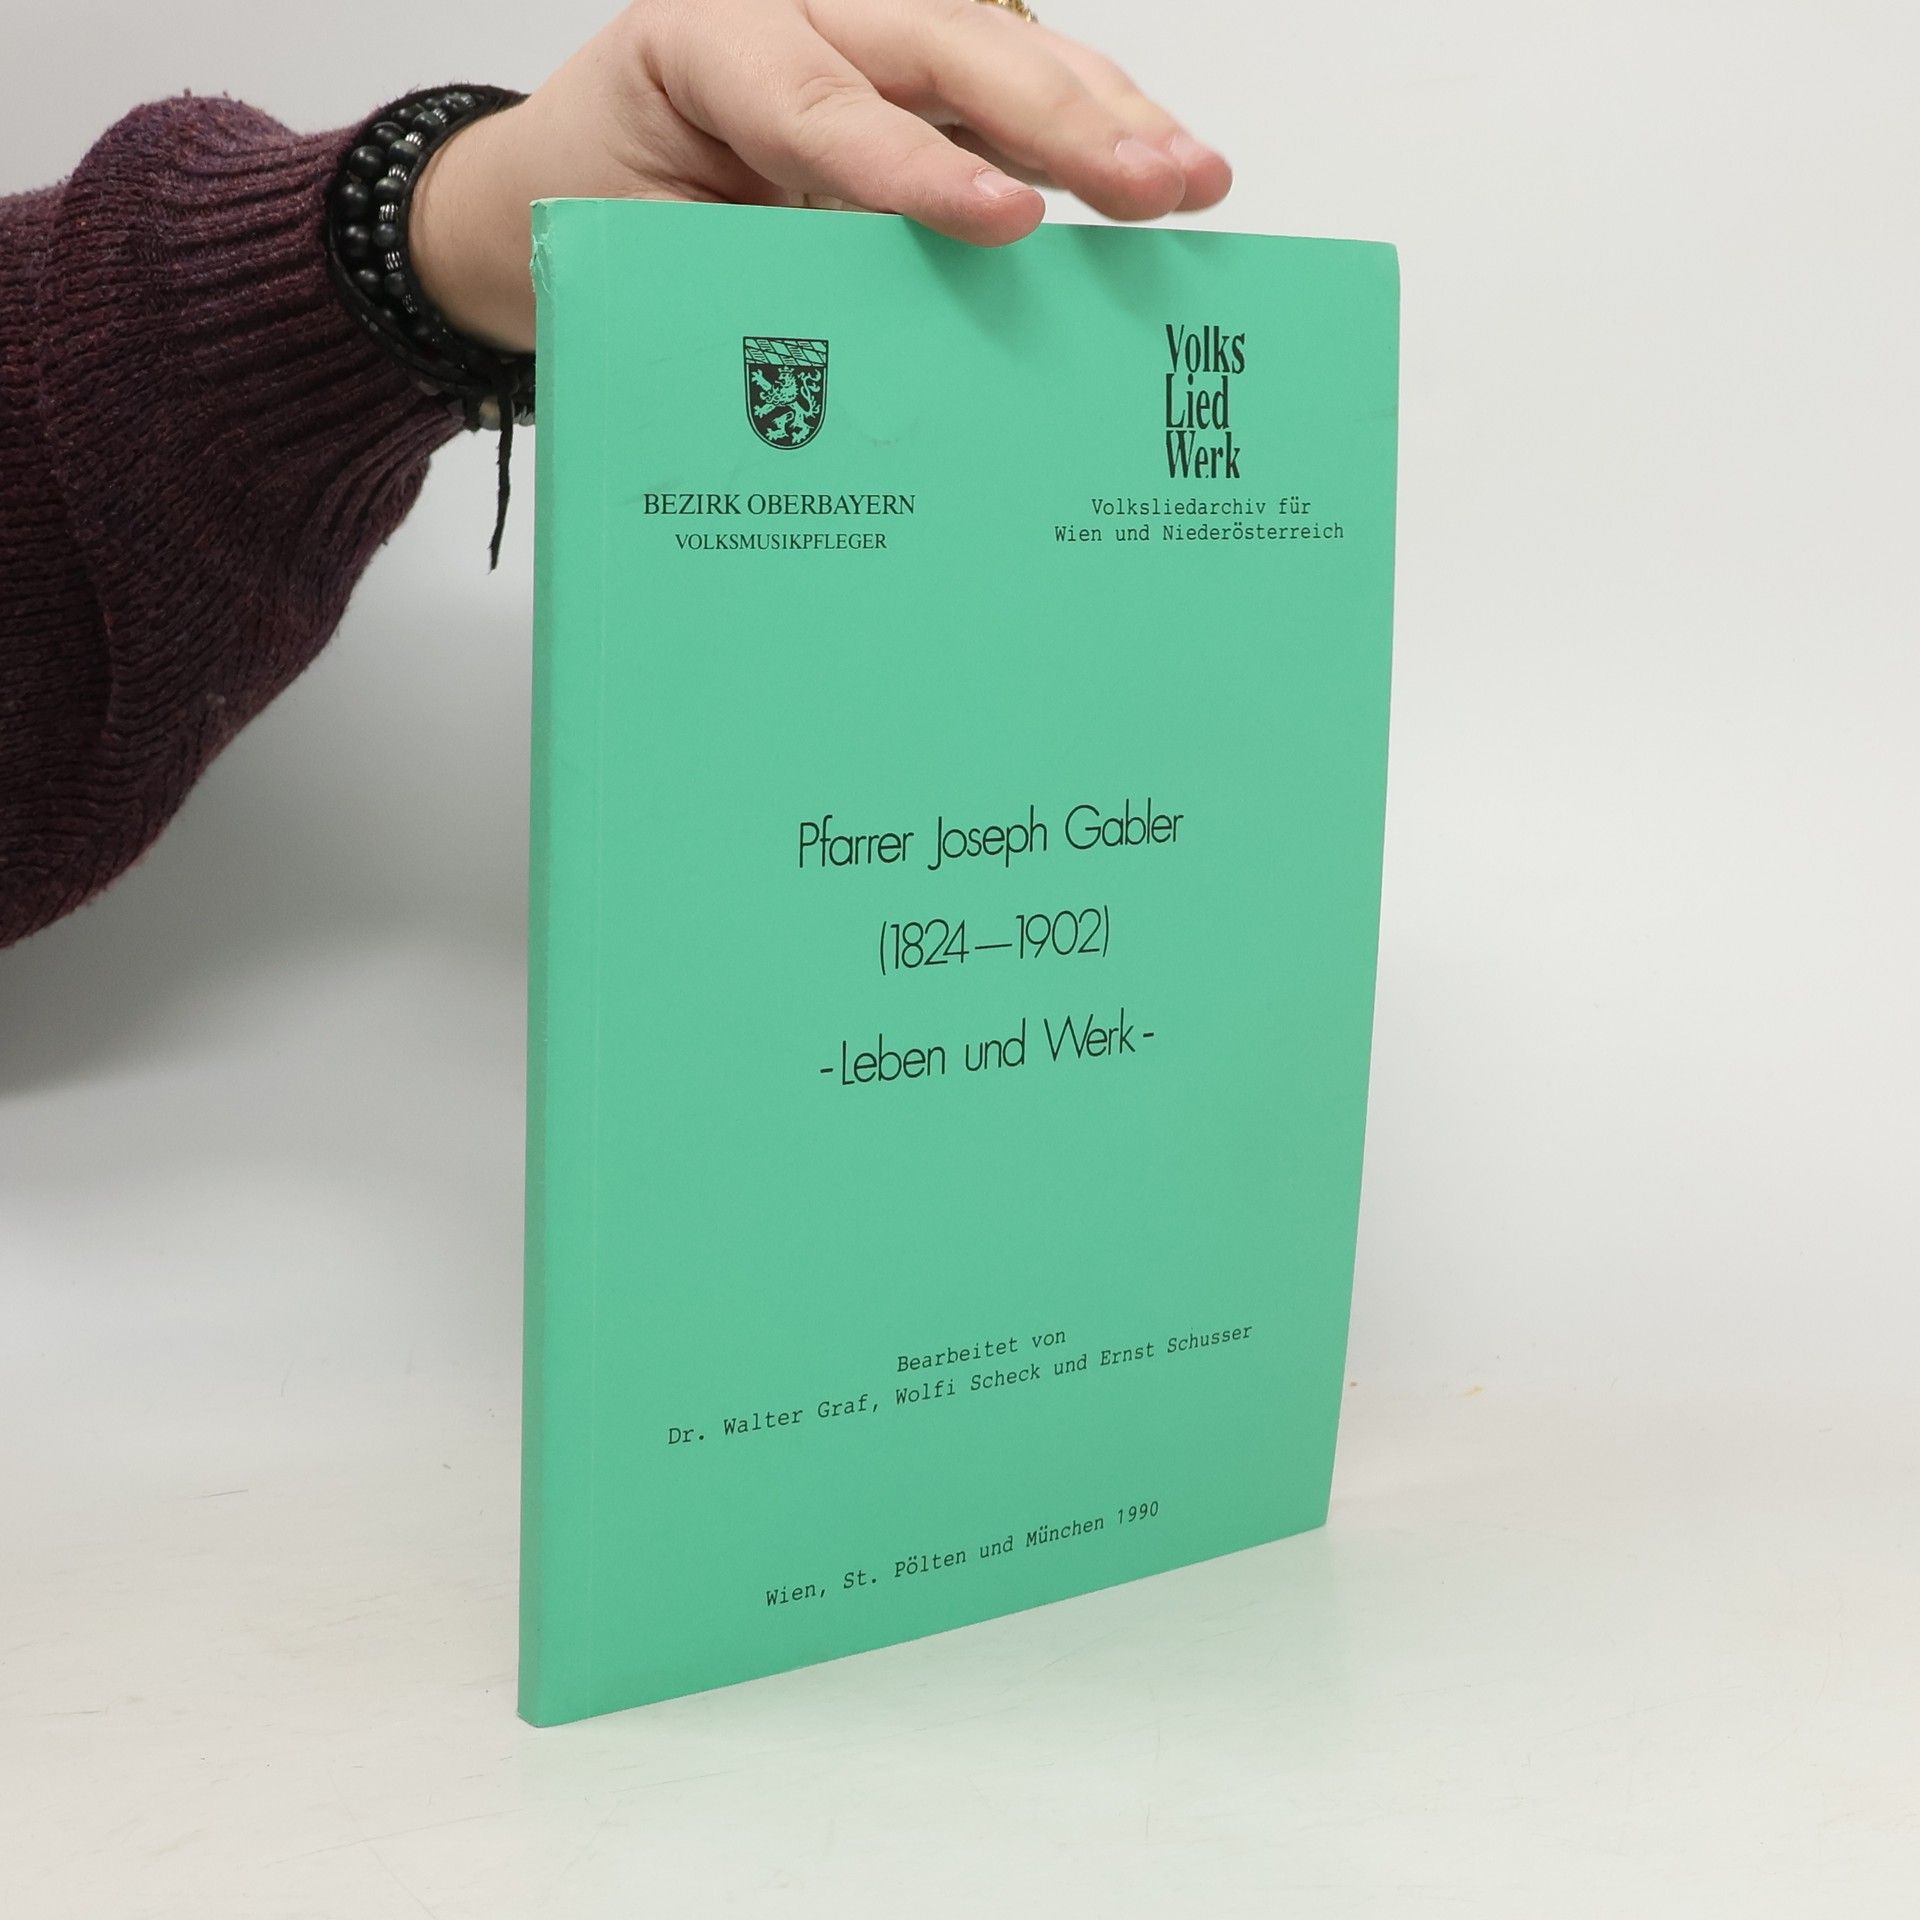 BEZIRK OBERBAYERN
VOLKSMUSIKPFLEGER
Volks
Lied
Werk
Volksliedarchiv für
Wien und Niederösterreich
Pfarrer Joseph Gabler
(1824—1902)
-Leben und Werk-
Bearbeitet von
Dr. Walter Graf, Wolfi Scheck und Ernst Schusser
Wien, St. Pölten und München 1990